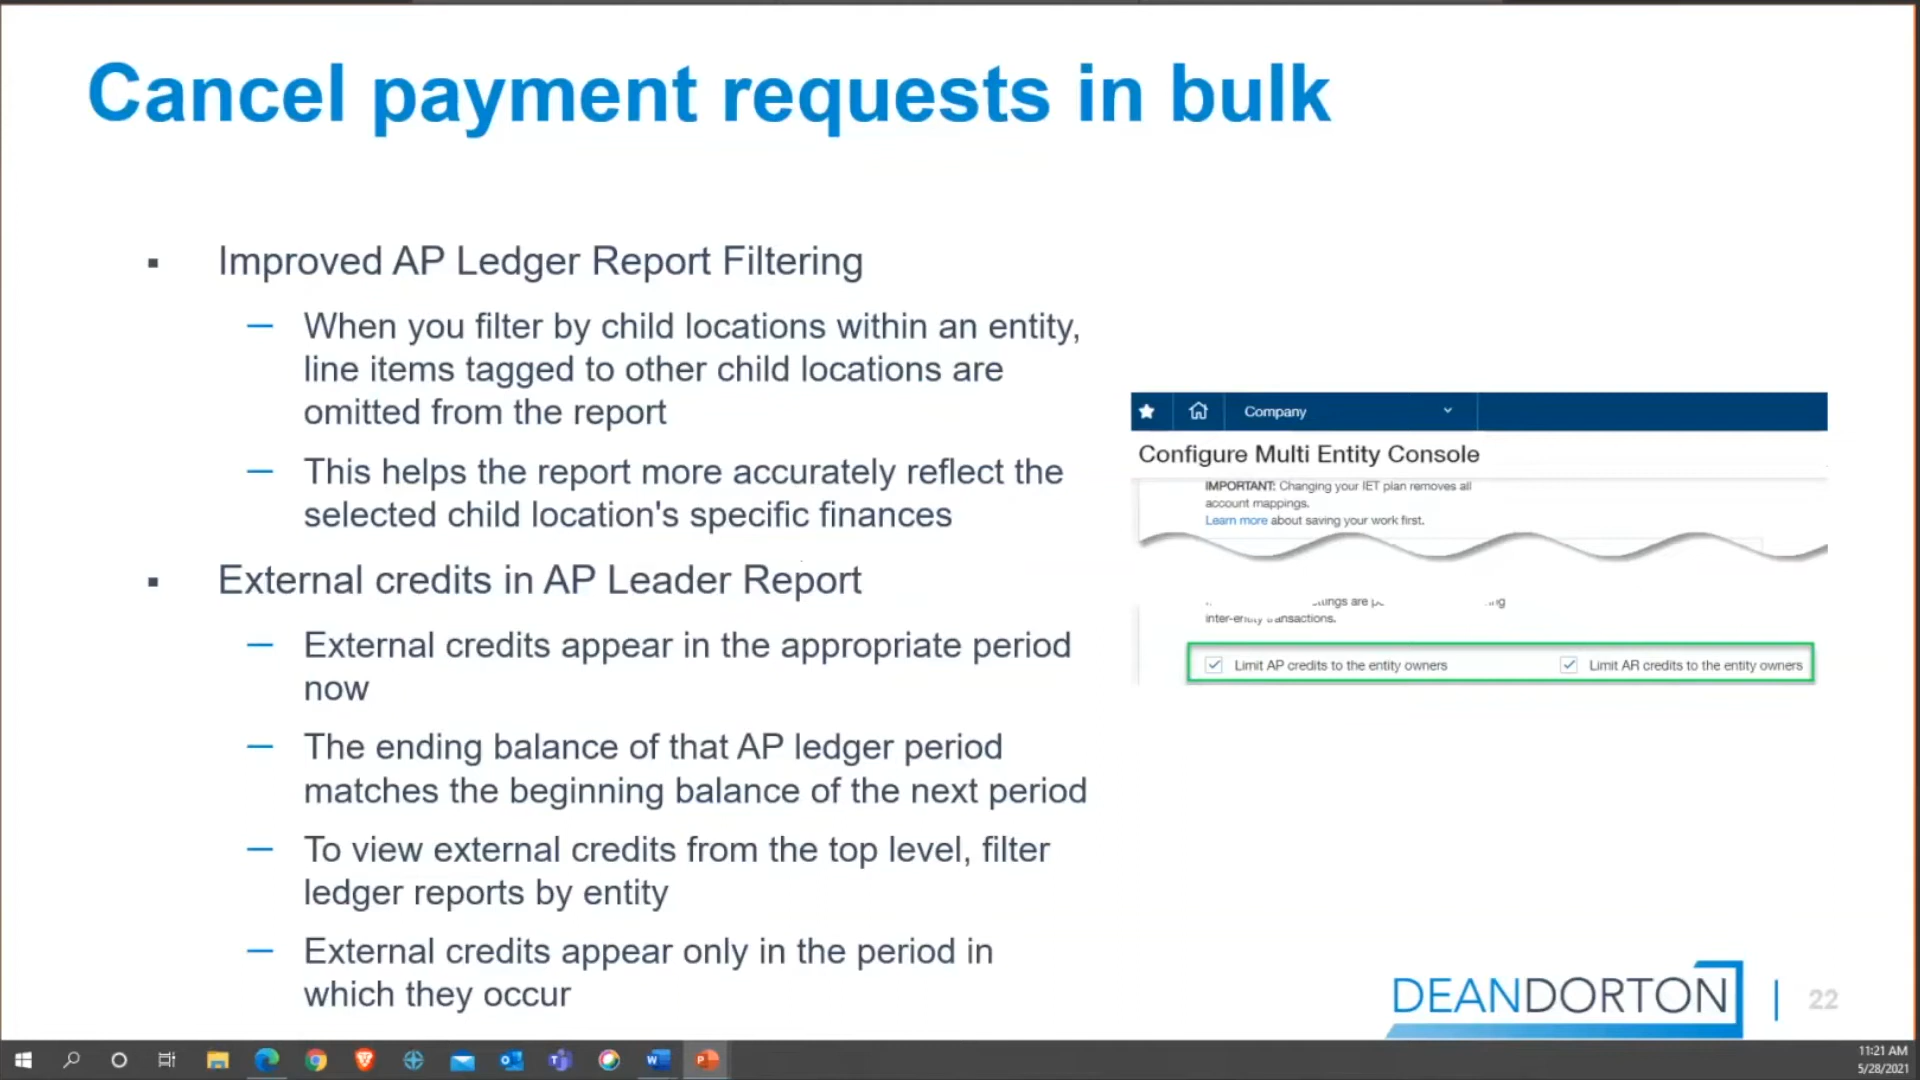 Cancel payment requests in bulk
▪ Improved AP Ledger Report Filtering
— When you filter by child locations within an entity,
line items tagged to other child locations are
omitted from the report
— This helps the report more accurately reflect the
selected child location's specific finances
▪ External credits in AP Leader Report
— External credits appear in the appropriate period
now
— The ending balance of that AP ledger period
matches the beginning balance of the next period
— To view external credits from the top level, filter
ledger reports by entity
— External credits appear only in the period in
which they occur
Company
Configure Multi Entity Console
IMPORTANT: Changing your IET plan removes all
account mappings.
Learn more about saving your work first.
are
inter-entity transactions.
Limit AP credits to the entity owners
Limit AR credits to the entity owners
DEANDORTON
22
11:21 AM
5/28/2021